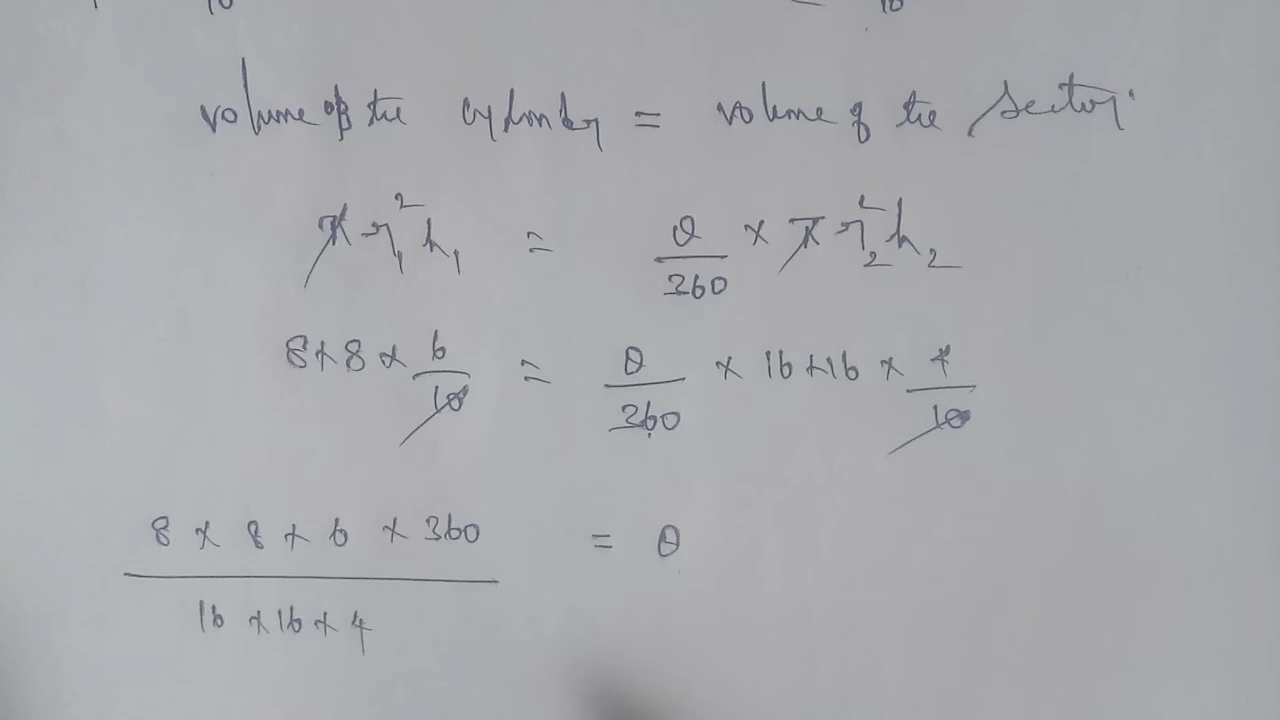 volume of the cylinder = volume of the sector
π r₁² h₁ = θ/360 × π r₂² h₂
8 × 8 × 6/10 = θ/360 × 16 × 16 × 4/10
8 × 8 × 6 × 360 / 16 × 16 × 4 = θ